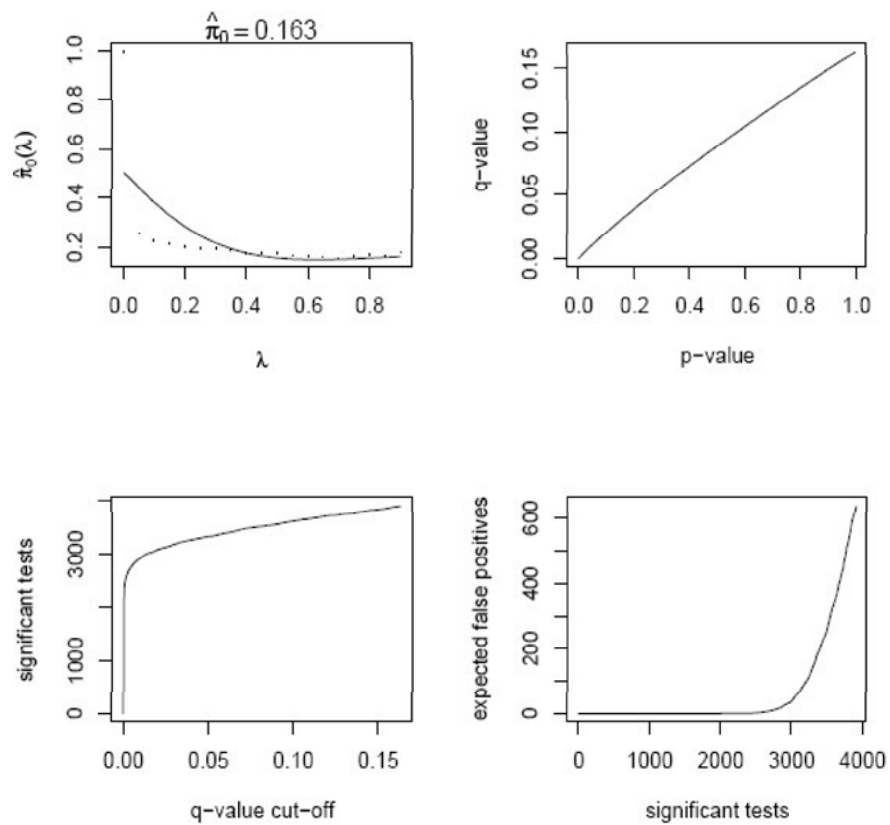 π̂₀ = 0.163
π̂₀(λ)
1.0
0.8
0.6
0.4
0.2
0.0 0.2 0.4 0.6 0.8
λ
q−value
0.15
0.10
0.05
0.00
0.0 0.2 0.4 0.6 0.8 1.0
p−value
significant tests
3000
1000
0
0.00 0.05 0.10 0.15
q−value cut−off
expected false positives
600
400
200
0
0 1000 2000 3000 4000
significant tests